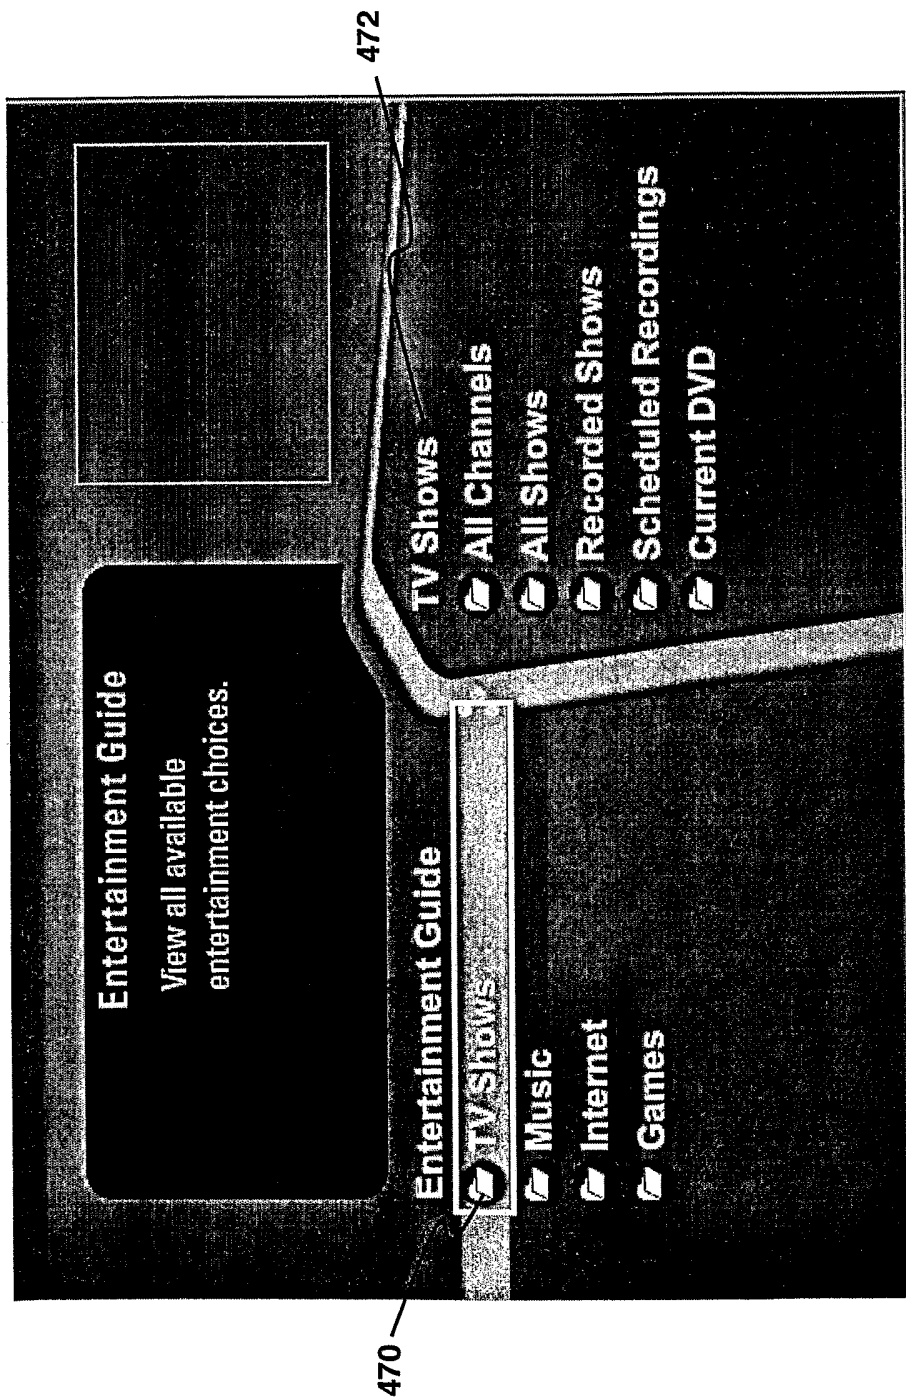 Entertainment Guide
View all available
entertainment choices.
Entertainment Guide
TV Shows
Music
Internet
Games
TV Shows
All Channels
All Shows
Recorded Shows
Scheduled Recordings
Current DVD
470
472